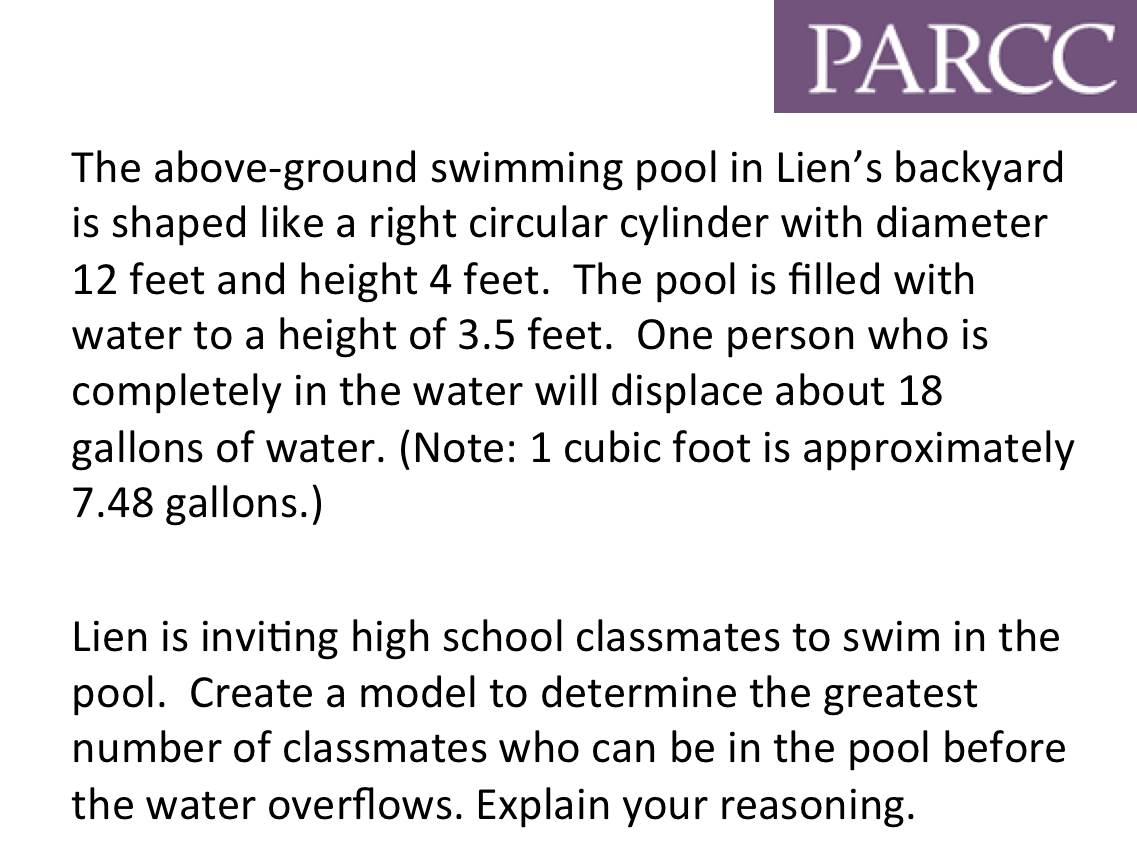 PARCC
The above-ground swimming pool in Lien’s backyard
is shaped like a right circular cylinder with diameter
12 feet and height 4 feet.  The pool is filled with
water to a height of 3.5 feet.  One person who is
completely in the water will displace about 18
gallons of water. (Note: 1 cubic foot is approximately
7.48 gallons.)
Lien is inviting high school classmates to swim in the
pool.  Create a model to determine the greatest
number of classmates who can be in the pool before
the water overflows. Explain your reasoning.